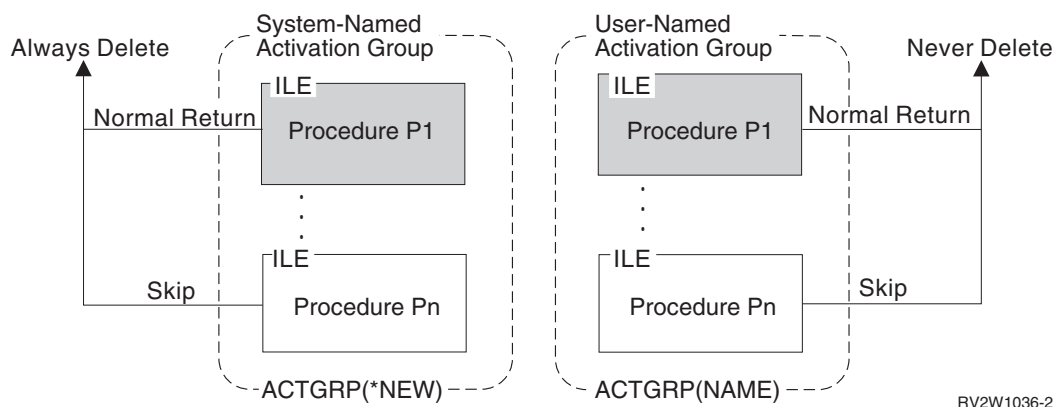 System-Named
Activation Group
User-Named
Activation Group
Always Delete
Never Delete
ILE
ILE
Normal Return
Procedure P1
Procedure P1
Normal Return
ILE
ILE
Skip
Procedure Pn
Procedure Pn
Skip
ACTGRP(*NEW)
ACTGRP(NAME)
RV2W1036-2